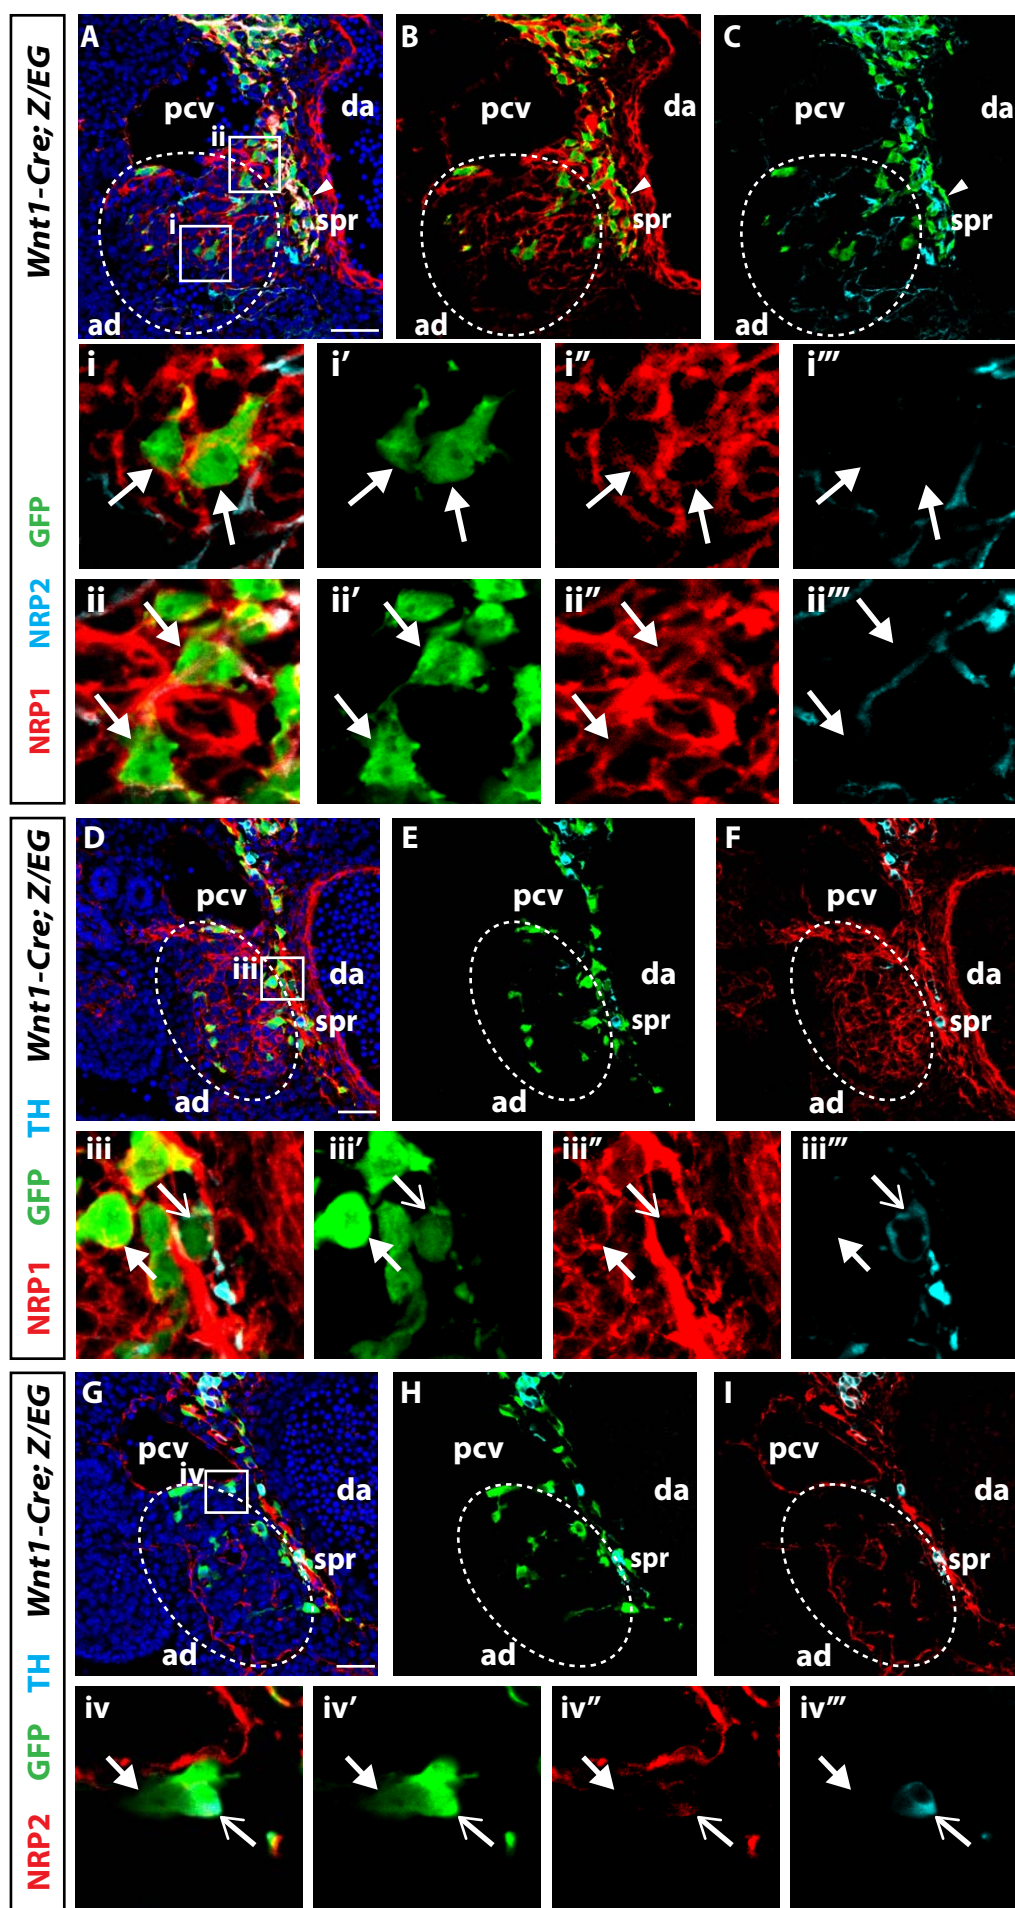 Wnt1-Cre; Z/EG
NRP1 NRP2 GFP
A
pcv
da
ii
i
spr
ad
B
pcv
da
spr
ad
C
pcv
da
spr
ad
i
i′
i″
i‴
ii
ii′
ii″
ii‴
Wnt1-Cre; Z/EG
NRP1 GFP TH
D
pcv
iii
da
spr
ad
E
pcv
da
spr
ad
F
pcv
da
spr
ad
iii
iii′
iii″
iii‴
Wnt1-Cre; Z/EG
NRP2 GFP TH
G
pcv
iv
da
spr
ad
H
pcv
da
spr
ad
I
pcv
da
spr
ad
iv
iv′
iv″
iv‴